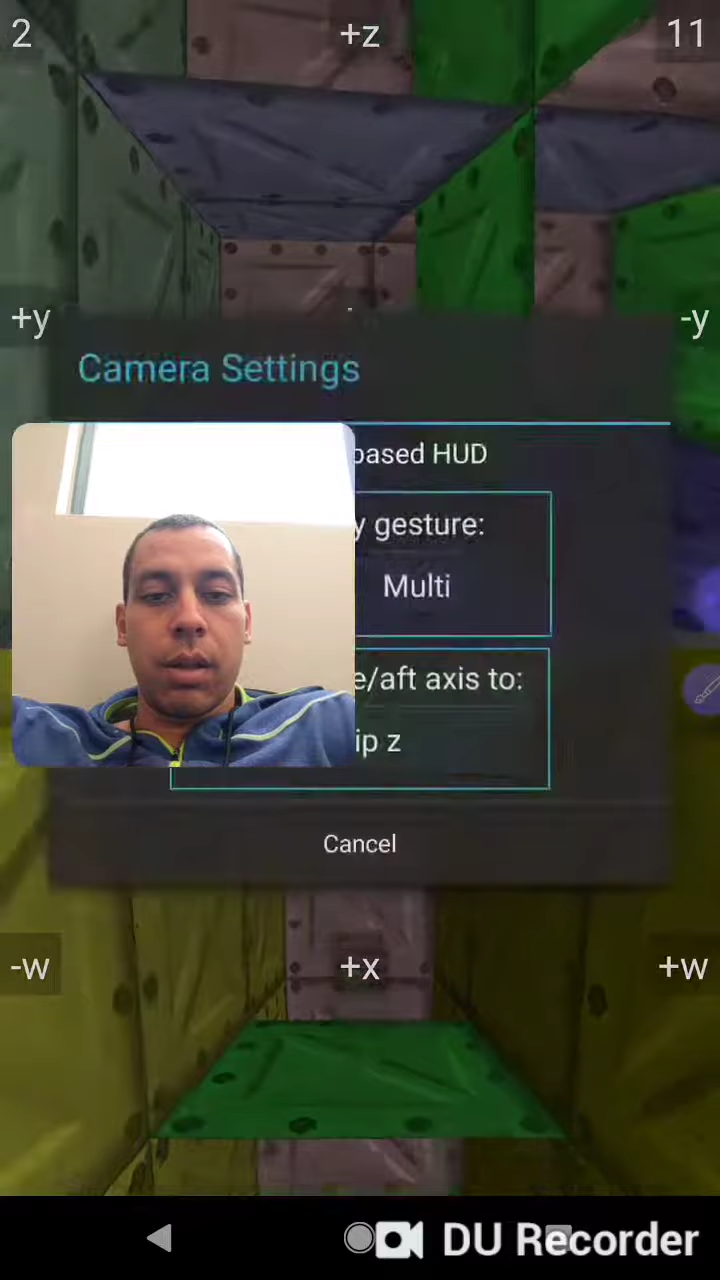 2 +z 11
+y -y
Camera Settings
based HUD
y gesture:
Multi
e/aft axis to:
ip z
Cancel
-w +x +w
DU Recorder